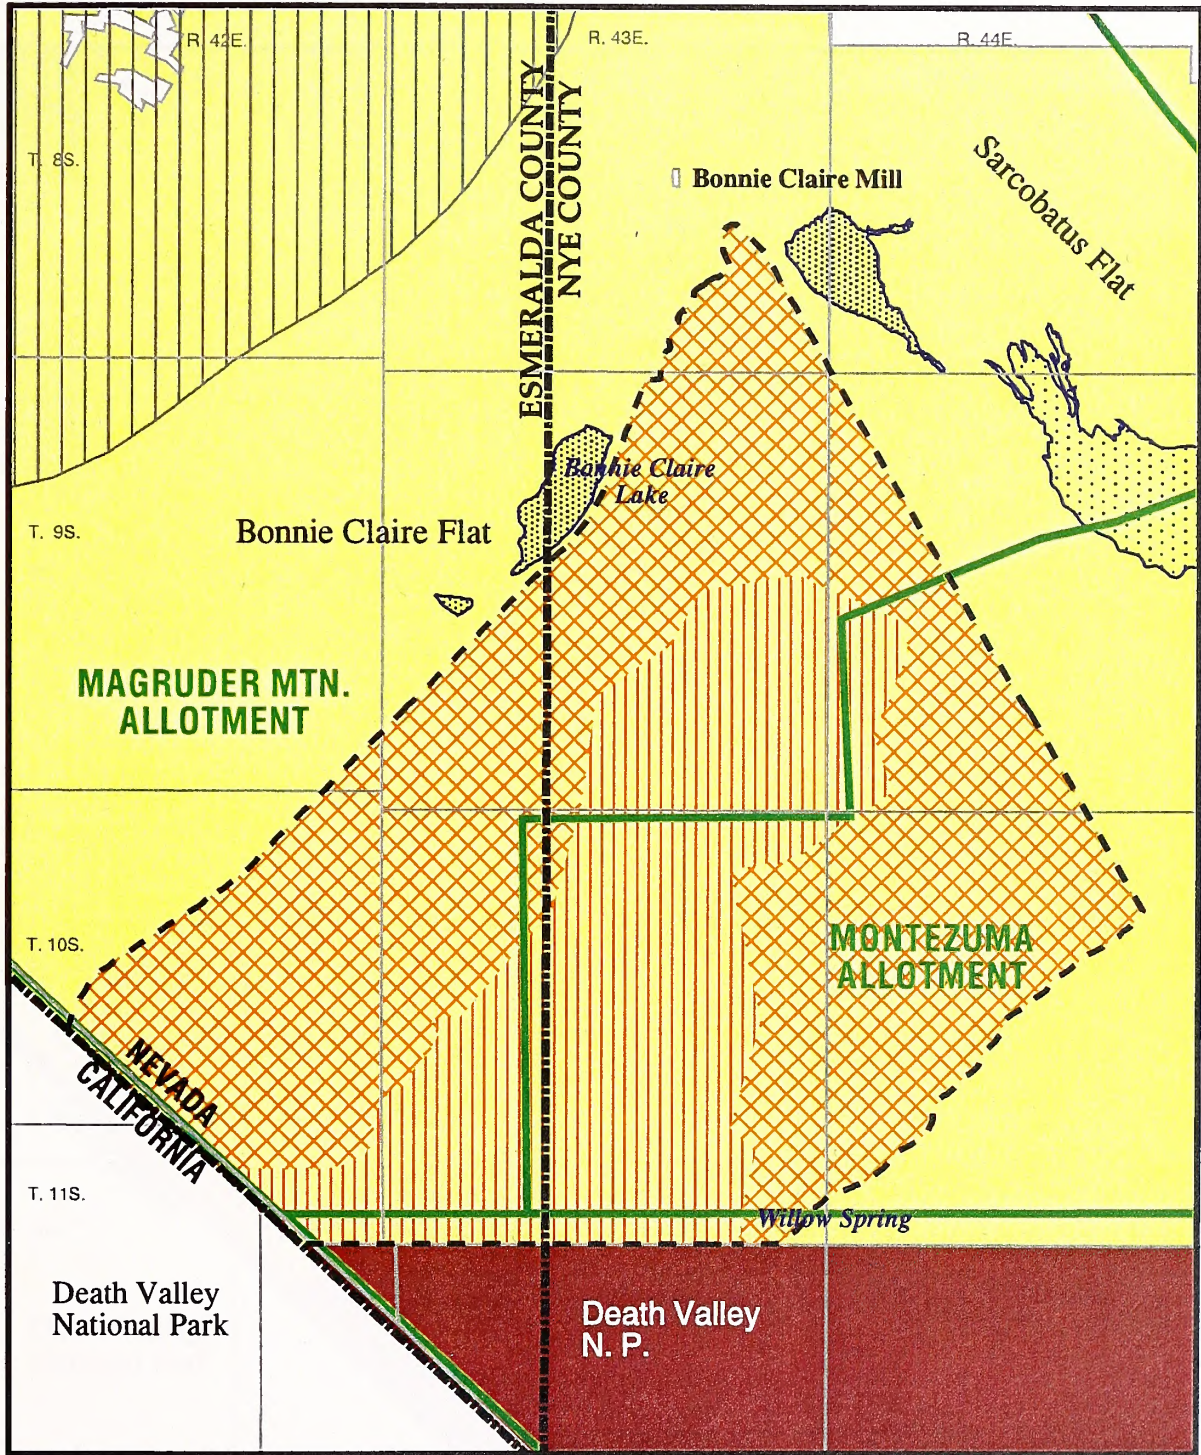 R. 42E.
R. 43E.
R. 44E.
T. 8S.
ESMERALDA COUNTY
NYE COUNTY
Bonnie Claire Mill
Sarcobatus Flat
Bonnie Claire
Lake
T. 9S.
Bonnie Claire Flat
MAGRUDER MTN.
ALLOTMENT
T. 10S.
MONTEZUMA
ALLOTMENT
NEVADA
CALIFORNIA
T. 11S.
Willow Spring
Death Valley
National Park
Death Valley
N. P.